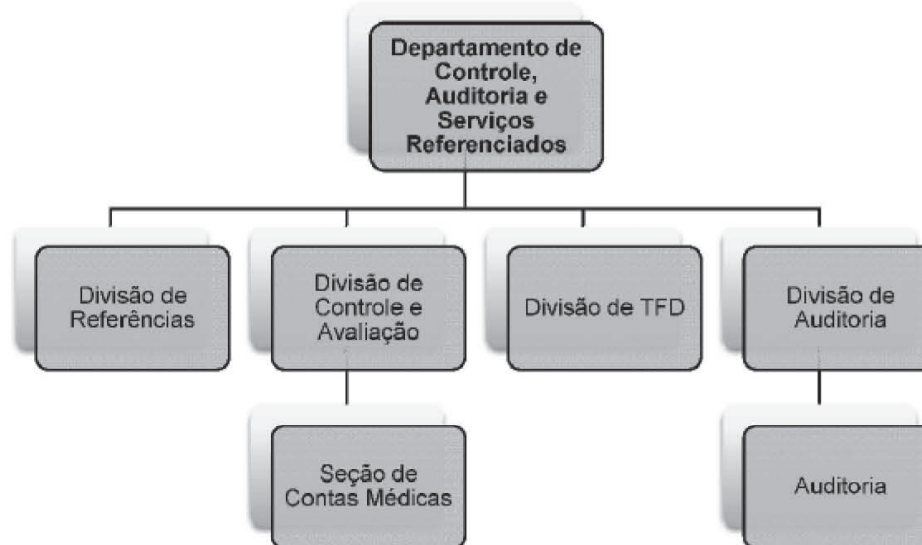 Departamento de
Controle,
Auditoria e
Serviços
Referenciados
Divisão de
Referências
Divisão de
Controle e
Avaliação
Divisão de TFD
Divisão de
Auditoria
Seção de
Contas Médicas
Auditoria